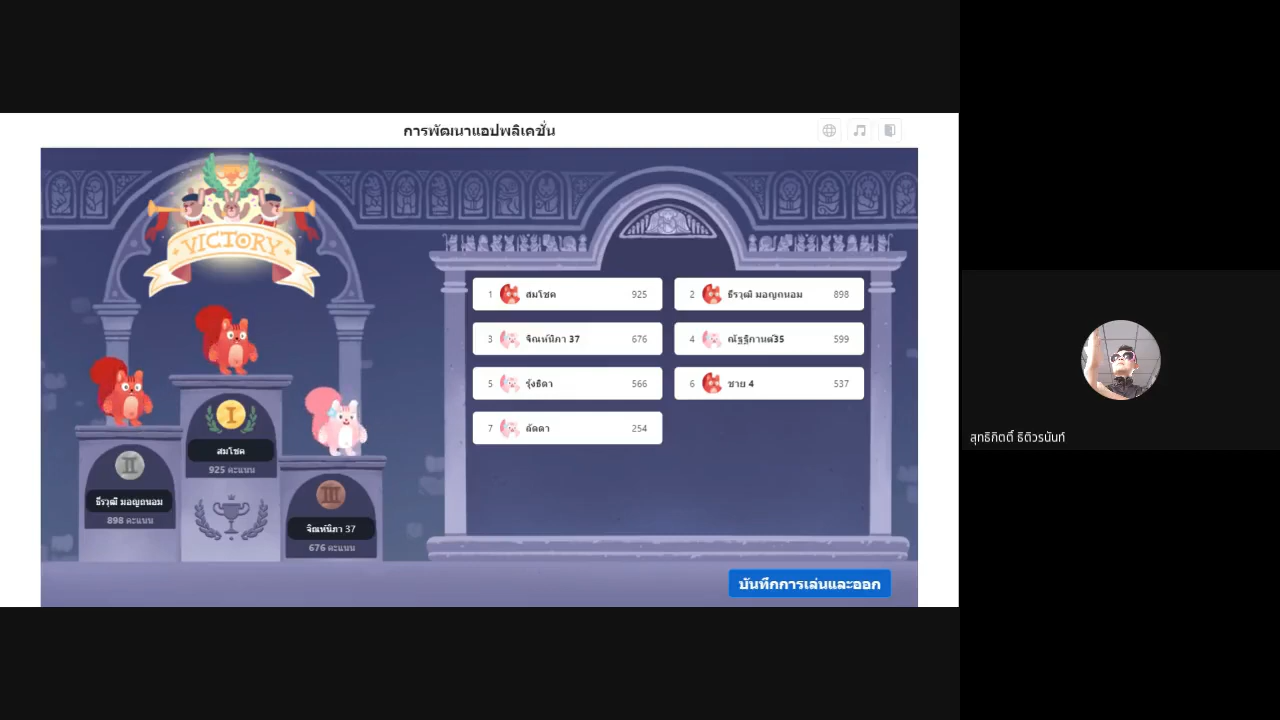 การพัฒนาแอปพลิเคชั่น
VICTORY
I
สมโชค
925 คะแนน
II
ธีรวุฒิ มอญถนอม
898 คะแนน
III
จิณห์นิภา 37
676 คะแนน
1 สมโชค 925
2 ธีรวุฒิ มอญถนอม 898
3 จิณห์นิภา 37 676
4 ณัฐฐิกานต์35 599
5 รุ้งธิดา 566
6 ชาย 4 537
7 ลัดดา 254
บันทึกการเล่นและออก
สุทธิกิตติ์ ธิติวรนันท์